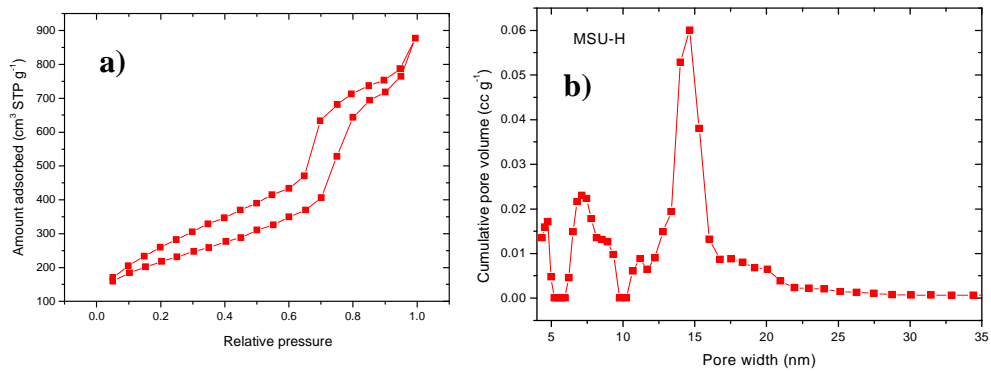 a)
Amount adsorbed (cm³ STP g⁻¹)
900
800
700
600
500
400
300
200
100
0.0 0.2 0.4 0.6 0.8 1.0
Relative pressure
MSU-H
b)
Cumulative pore volume (cc g⁻¹)
0.06
0.05
0.04
0.03
0.02
0.01
0.00
5 10 15 20 25 30 35
Pore width (nm)